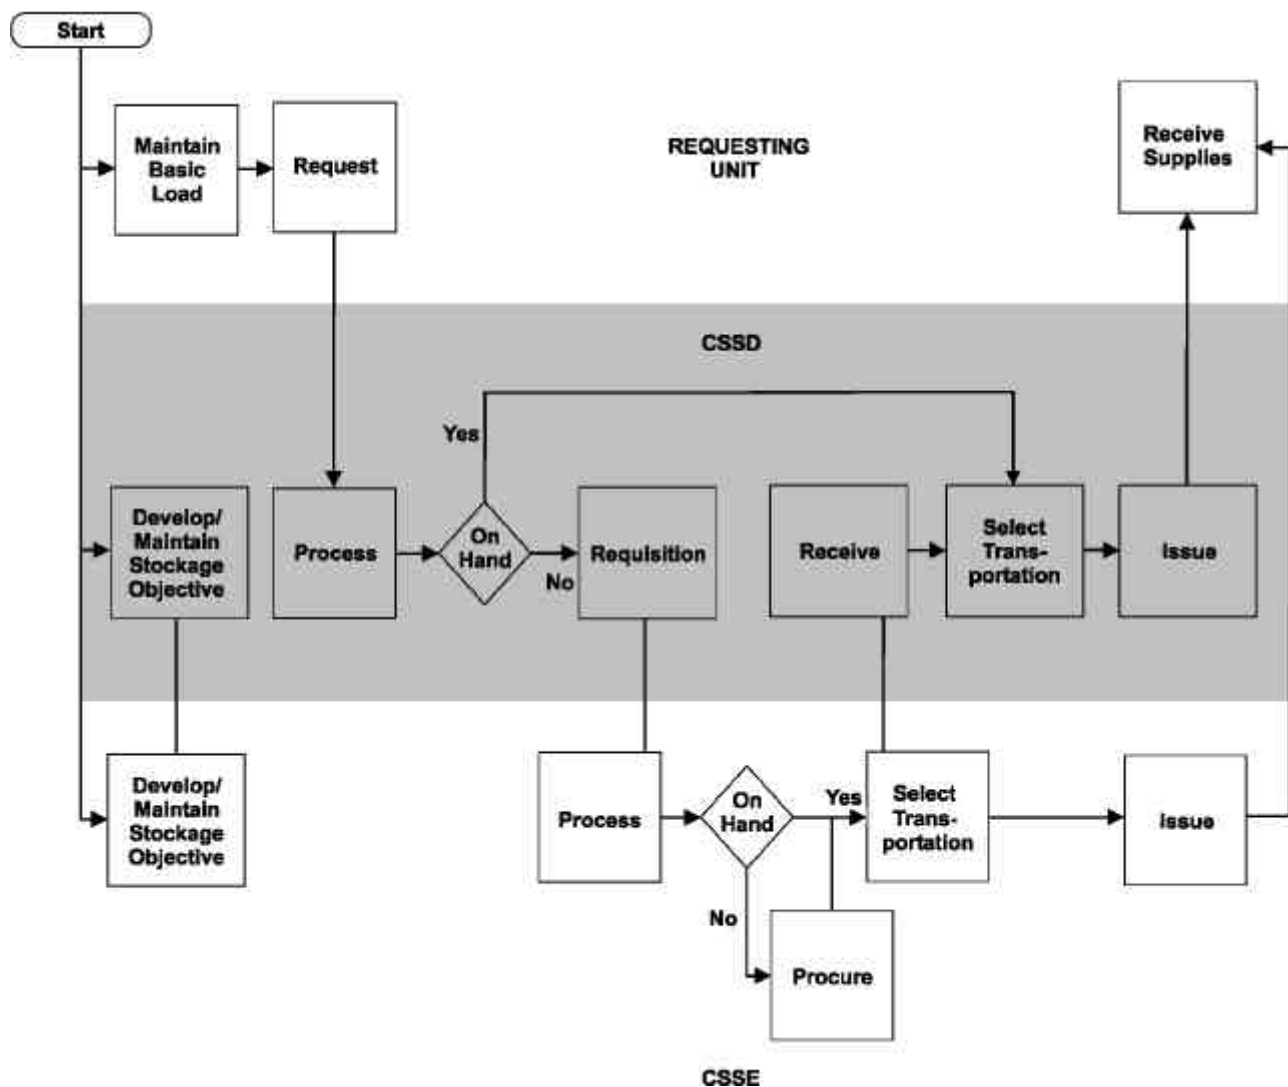 Start
Maintain
Basic
Load
Request
REQUESTING
UNIT
Receive
Supplies
CSSD
Yes
Develop/
Maintain
Stockage
Objective
Process
On
Hand
No
Requisition
Receive
Select
Trans-
portation
Issue
Develop/
Maintain
Stockage
Objective
Process
On
Hand
Yes
No
Select
Trans-
portation
Issue
Procure
CSSE